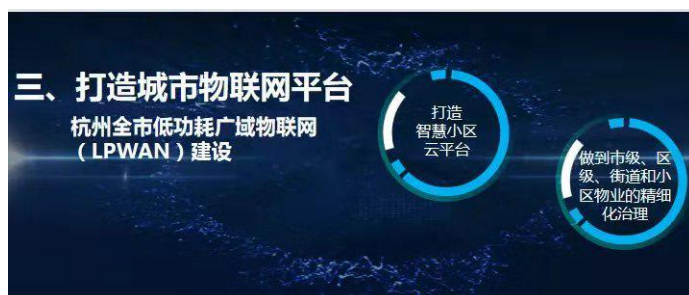 三、打造城市物联网平台
杭州全市低功耗广域物联网
（LPWAN）建设
打造
智慧小区
云平台
做到市级、区
级、街道和小
区物业的精细
化治理